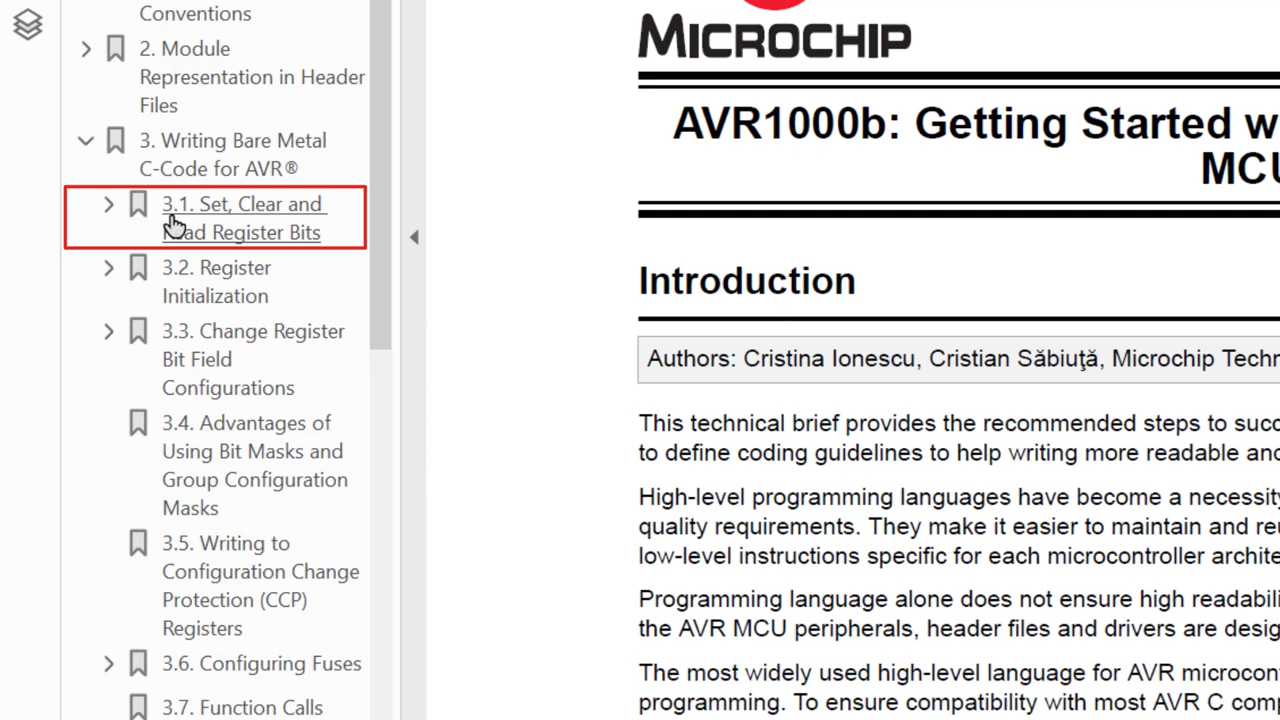 Conventions
2. Module
Representation in Header
Files
3. Writing Bare Metal
C-Code for AVR®
3.1. Set, Clear and
Read Register Bits
3.2. Register
Initialization
3.3. Change Register
Bit Field
Configurations
3.4. Advantages of
Using Bit Masks and
Group Configuration
Masks
3.5. Writing to
Configuration Change
Protection (CCP)
Registers
3.6. Configuring Fuses
3.7. Function Calls
MICROCHIP
AVR1000b: Getting Started w
MCU
Introduction
Authors: Cristina Ionescu, Cristian Săbiuță, Microchip Techn
This technical brief provides the recommended steps to succ
to define coding guidelines to help writing more readable and
High-level programming languages have become a necessity
quality requirements. They make it easier to maintain and reu
low-level instructions specific for each microcontroller archite
Programming language alone does not ensure high readabili
the AVR MCU peripherals, header files and drivers are desig
The most widely used high-level language for AVR microcont
programming. To ensure compatibility with most AVR C comp